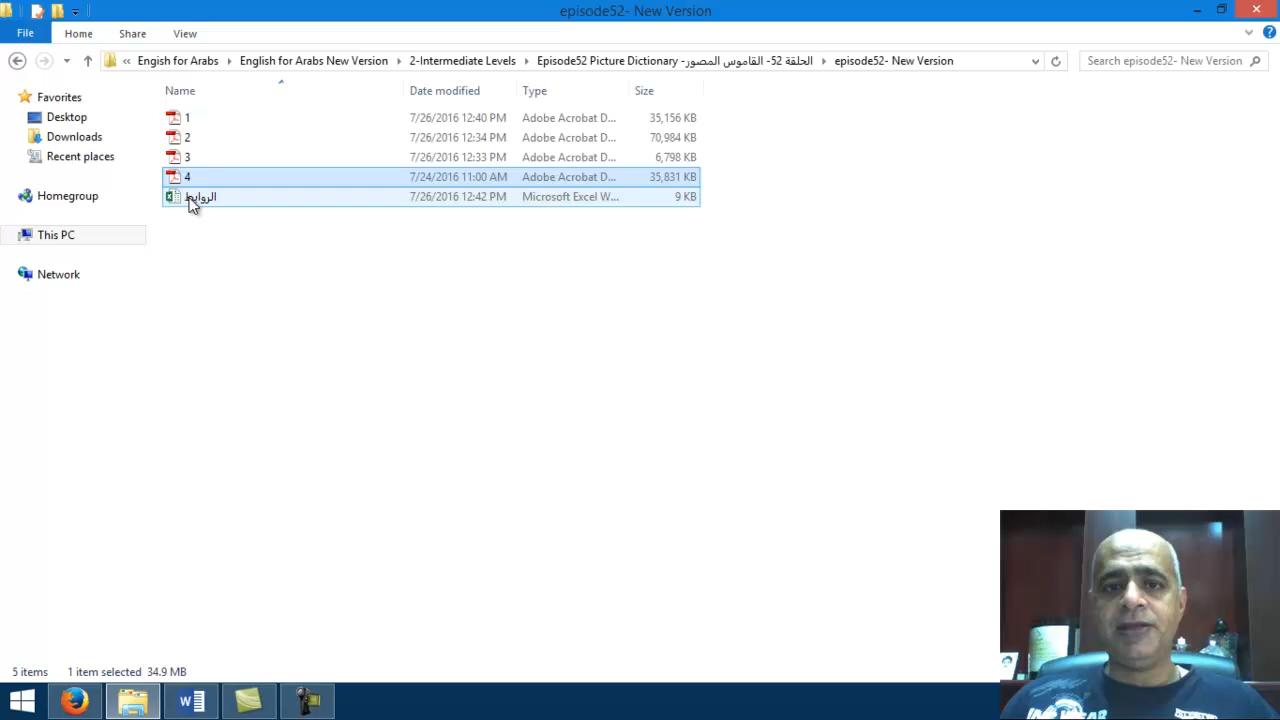 episode52- New Version
File Home Share View
« Engish for Arabs English for Arabs New Version 2-Intermediate Levels Episode52 Picture Dictionary -الحلقة 52- القاموس المصور episode52- New Version Search episode52- New Version
Name Date modified Type Size
Favorites
Desktop
Downloads
Recent places
Homegroup
This PC
Network
1 7/26/2016 12:40 PM Adobe Acrobat D... 35,156 KB
2 7/26/2016 12:34 PM Adobe Acrobat D... 70,984 KB
3 7/26/2016 12:33 PM Adobe Acrobat D... 6,798 KB
4 7/24/2016 11:00 AM Adobe Acrobat D... 35,831 KB
الروابط 7/26/2016 12:42 PM Microsoft Excel W... 9 KB
5 items 1 item selected 34.9 MB